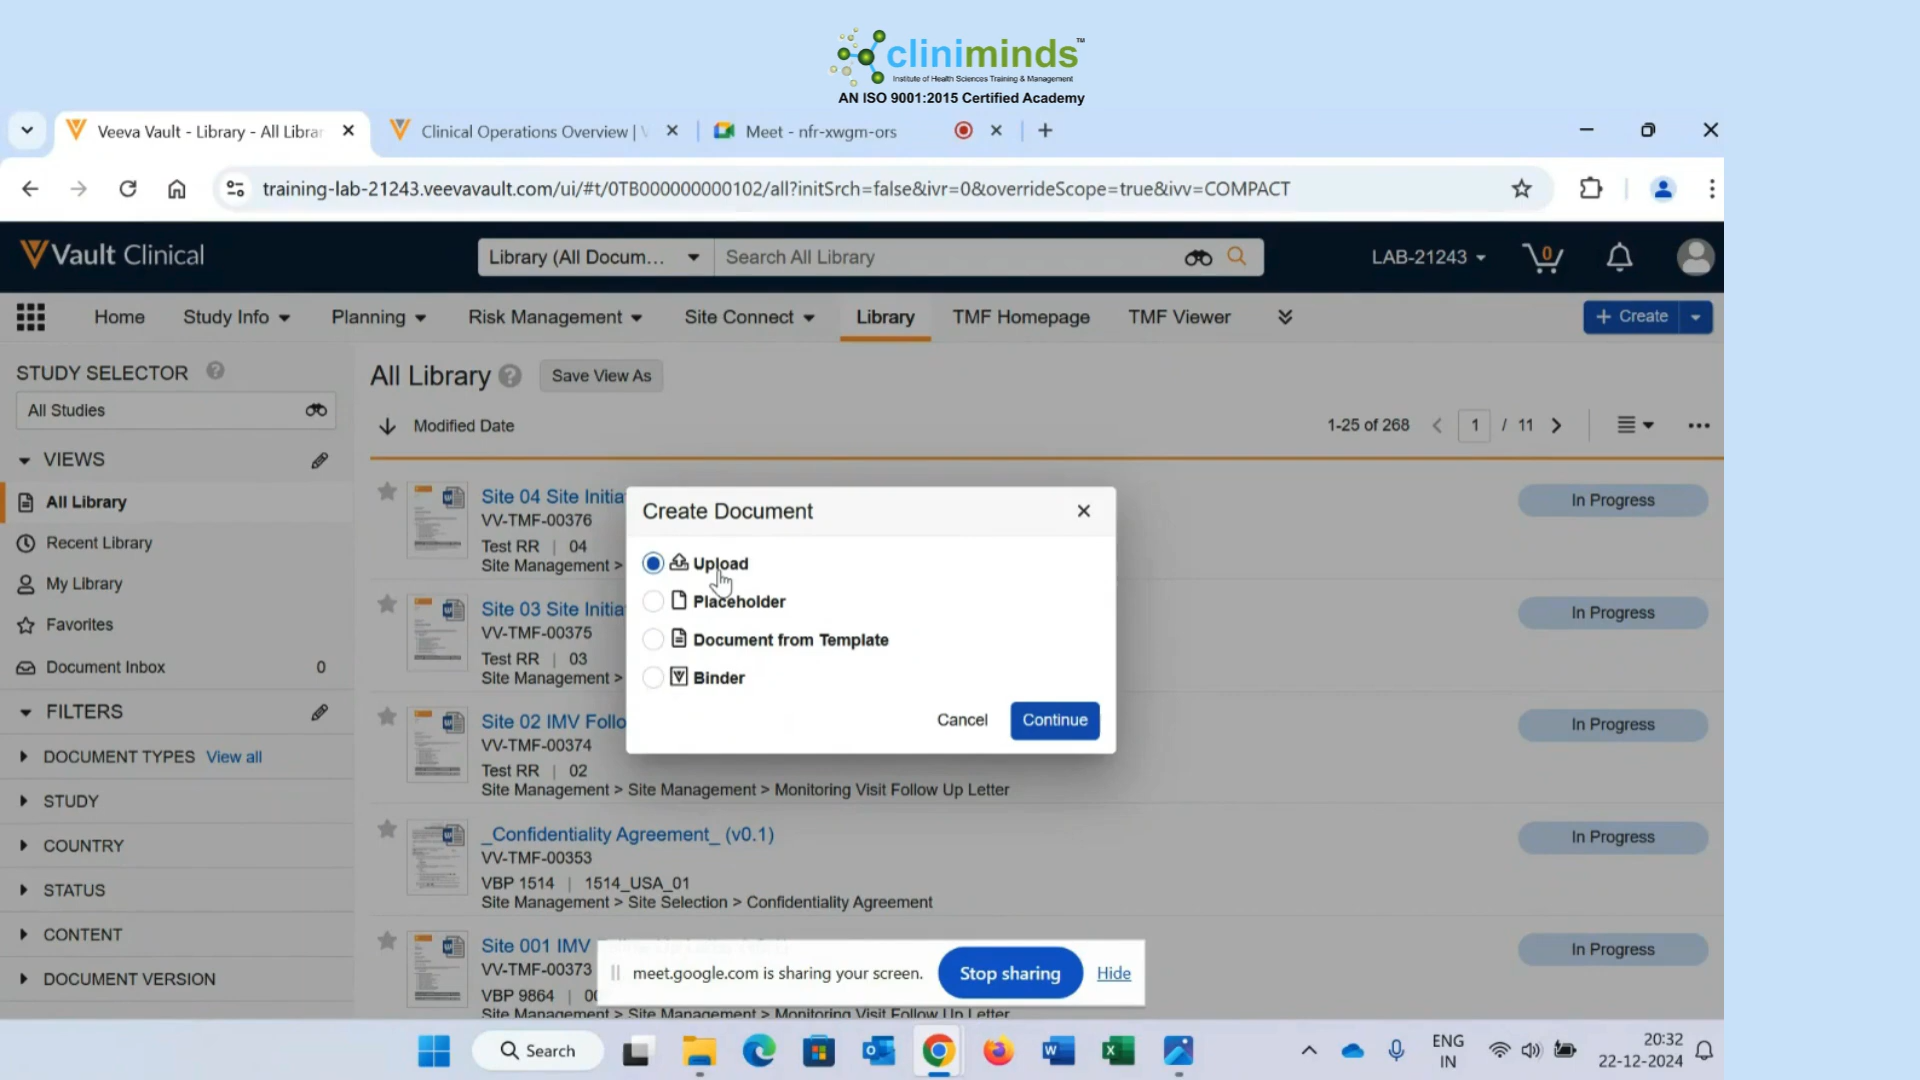 cliniminds™
Institute of Health Sciences Training & Management
AN ISO 9001:2015 Certified Academy
Veeva Vault - Library - All Librar
Clinical Operations Overview | V
Meet - nfr-xwgm-ors
training-lab-21243.veevavault.com/ui/#t/0TB000000000102/all?initSrch=false&ivr=0&overrideScope=true&ivv=COMPACT
Vault Clinical
Library (All Docum...
Search All Library
LAB-21243
0
Home
Study Info
Planning
Risk Management
Site Connect
Library
TMF Homepage
TMF Viewer
+ Create
STUDY SELECTOR
All Studies
VIEWS
All Library
Recent Library
My Library
Favorites
Document Inbox 0
FILTERS
DOCUMENT TYPES View all
STUDY
COUNTRY
STATUS
CONTENT
DOCUMENT VERSION
All Library
Save View As
Modified Date
1-25 of 268
1 / 11
Site 04 Site Initia
VV-TMF-00376
Test RR | 04
Site Management >
In Progress
Site 03 Site Initia
VV-TMF-00375
Test RR | 03
Site Management >
In Progress
Site 02 IMV Follo
VV-TMF-00374
Test RR | 02
Site Management > Site Management > Monitoring Visit Follow Up Letter
In Progress
_Confidentiality Agreement_ (v0.1)
VV-TMF-00353
VBP 1514 | 1514_USA_01
Site Management > Site Selection > Confidentiality Agreement
In Progress
Site 001 IMV
VV-TMF-00373
VBP 9864 | 00
Site Management > Site Management > Monitoring Visit Follow Up Letter
In Progress
Create Document
Upload
Placeholder
Document from Template
Binder
Cancel
Continue
meet.google.com is sharing your screen.
Stop sharing
Hide
Search
ENG
IN
20:32
22-12-2024